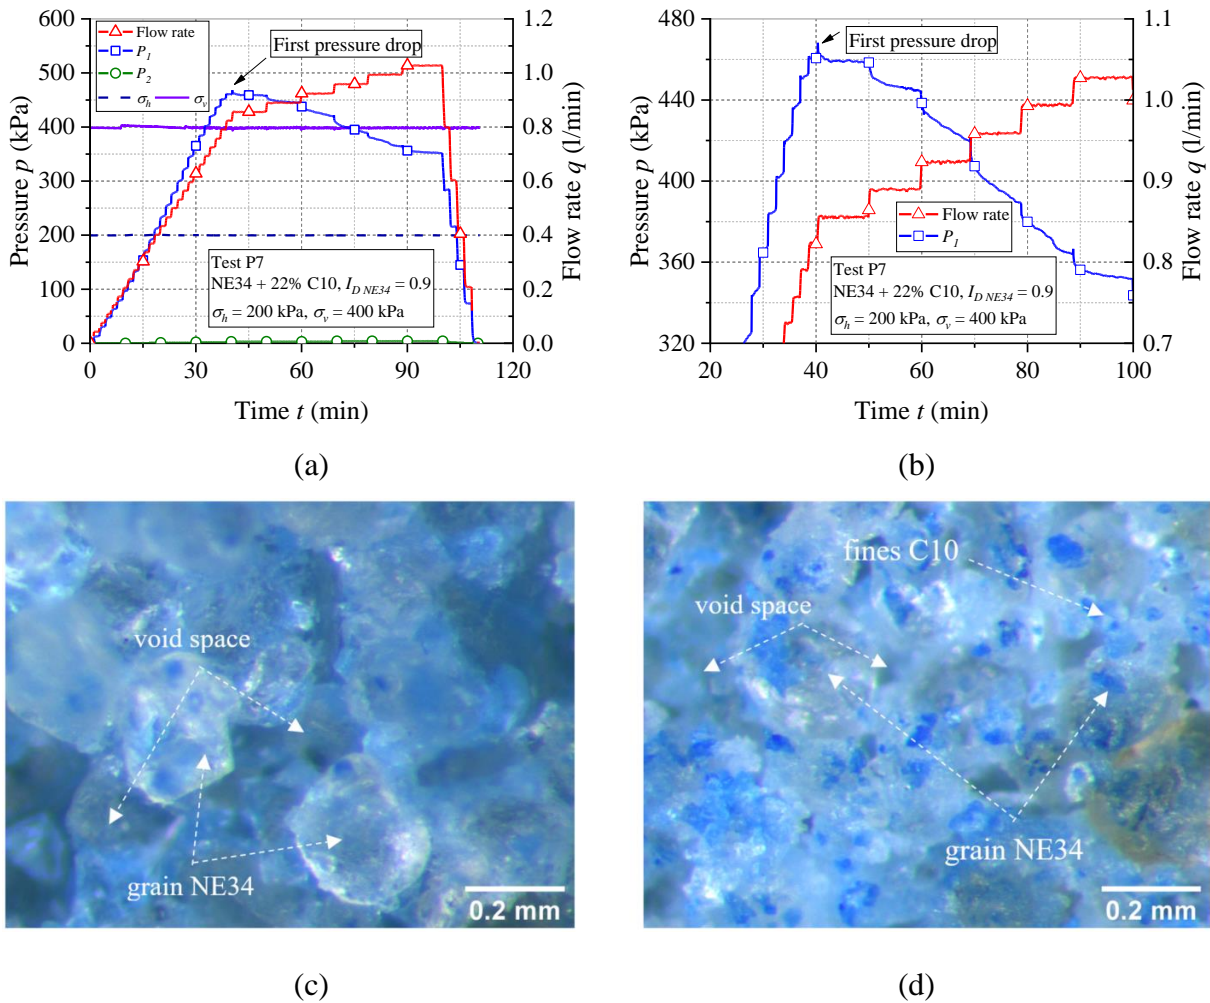 600
500
400
300
200
100
0
Pressure p (kPa)
1.2
1.0
0.8
0.6
0.4
0.2
0.0
Flow rate q (l/min)
Flow rate
P1
P2
σh σv
First pressure drop
Test P7
NE34 + 22% C10, ID NE34 = 0.9
σh = 200 kPa, σv = 400 kPa
0 30 60 90 120
Time t (min)
(a)
480
440
400
360
320
Pressure p (kPa)
1.1
1.0
0.9
0.8
0.7
Flow rate q (l/min)
First pressure drop
Flow rate
P1
Test P7
NE34 + 22% C10, ID NE34 = 0.9
σh = 200 kPa, σv = 400 kPa
20 40 60 80 100
Time t (min)
(b)
void space
grain NE34
0.2 mm
(c)
fines C10
void space
grain NE34
0.2 mm
(d)